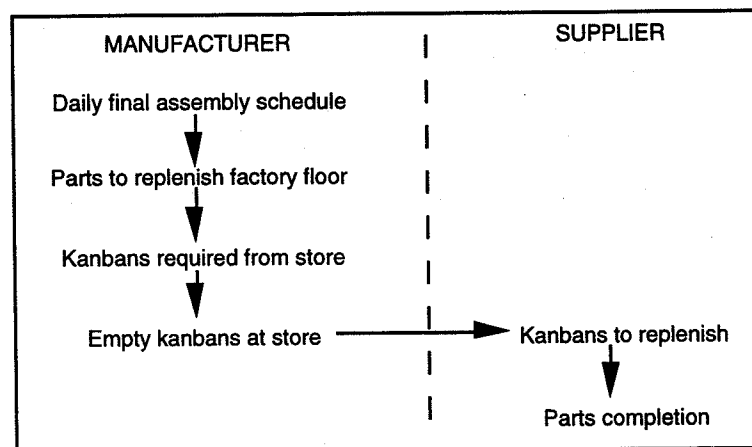 MANUFACTURER
SUPPLIER
Daily final assembly schedule
Parts to replenish factory floor
Kanbans required from store
Empty kanbans at store
Kanbans to replenish
Parts completion